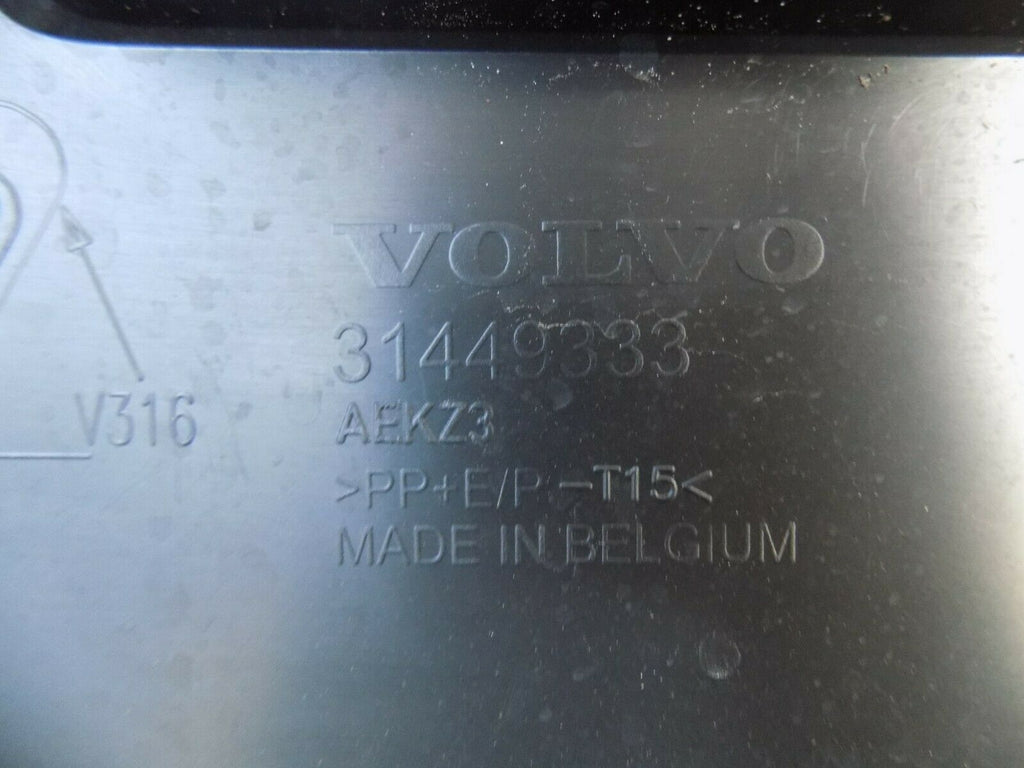 VOLVO
31449333
AEKZ3
V316
>PP+E/P-T15<
MADE IN BELGIUM